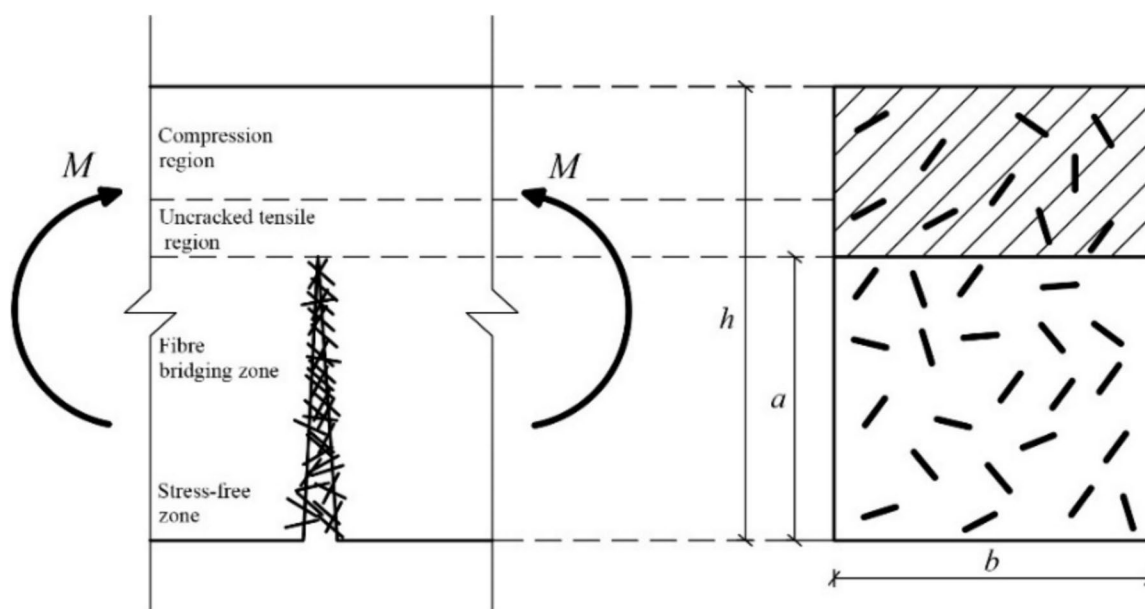 Compression
region
M
M
Uncracked tensile
region
h
Fibre
bridging zone
a
Stress-free
zone
b